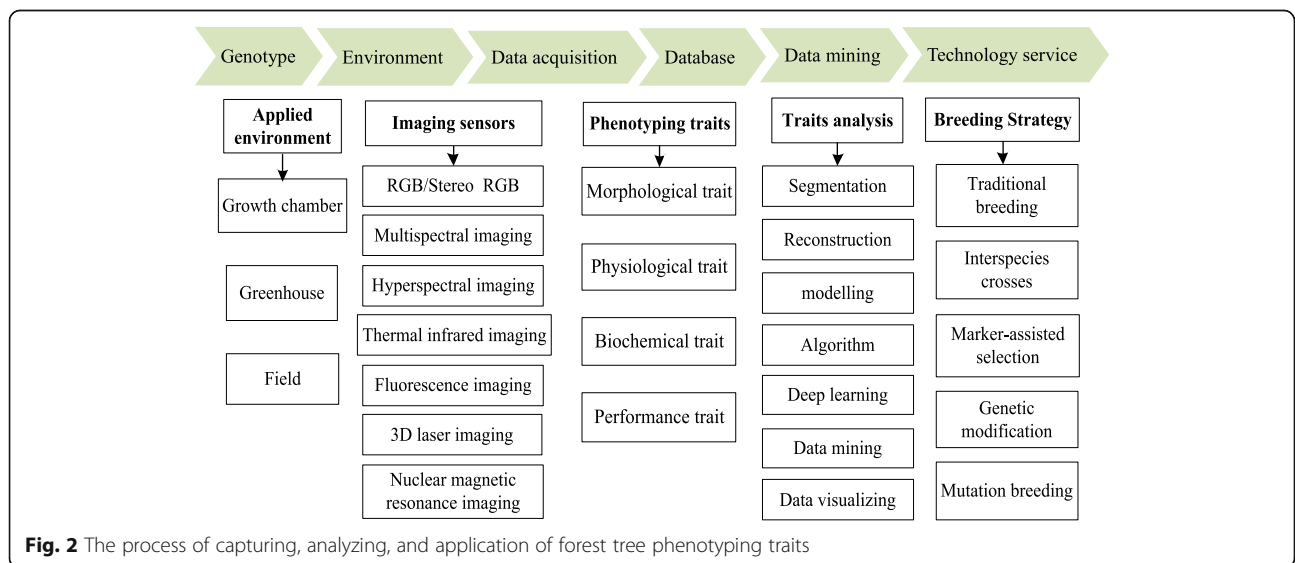 Genotype
Environment
Data acquisition
Database
Data mining
Technology service
Applied
environment
Growth chamber
Greenhouse
Field
Imaging sensors
RGB/Stereo RGB
Multispectral imaging
Hyperspectral imaging
Thermal infrared imaging
Fluorescence imaging
3D laser imaging
Nuclear magnetic
resonance imaging
Phenotyping traits
Morphological trait
Physiological trait
Biochemical trait
Performance trait
Traits analysis
Segmentation
Reconstruction
modelling
Algorithm
Deep learning
Data mining
Data visualizing
Breeding Strategy
Traditional
breeding
Interspecies
crosses
Marker-assisted
selection
Genetic
modification
Mutation breeding
Fig. 2 The process of capturing, analyzing, and application of forest tree phenotyping traits